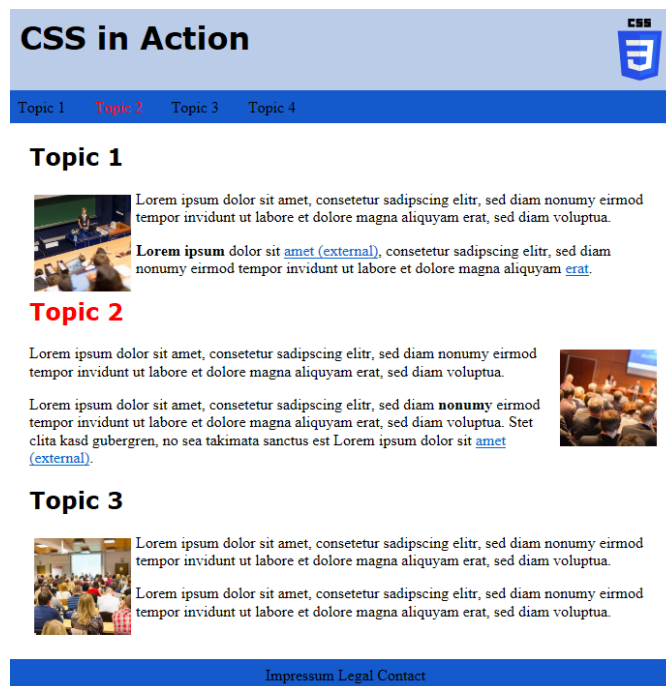 CSS in Action
CSS
3
Topic 1 Topic 2 Topic 3 Topic 4
Topic 1
Lorem ipsum dolor sit amet, consetetur sadipscing elitr, sed diam nonumy eirmod
tempor invidunt ut labore et dolore magna aliquyam erat, sed diam voluptua.
Lorem ipsum dolor sit amet (external), consetetur sadipscing elitr, sed diam
nonumy eirmod tempor invidunt ut labore et dolore magna aliquyam erat.
Topic 2
Lorem ipsum dolor sit amet, consetetur sadipscing elitr, sed diam nonumy eirmod
tempor invidunt ut labore et dolore magna aliquyam erat, sed diam voluptua.
Lorem ipsum dolor sit amet, consetetur sadipscing elitr, sed diam nonumy eirmod
tempor invidunt ut labore et dolore magna aliquyam erat, sed diam voluptua. Stet
clita kasd gubergren, no sea takimata sanctus est Lorem ipsum dolor sit amet
(external).
Topic 3
Lorem ipsum dolor sit amet, consetetur sadipscing elitr, sed diam nonumy eirmod
tempor invidunt ut labore et dolore magna aliquyam erat, sed diam voluptua.
Lorem ipsum dolor sit amet, consetetur sadipscing elitr, sed diam nonumy eirmod
tempor invidunt ut labore et dolore magna aliquyam erat, sed diam voluptua.
Impressum Legal Contact